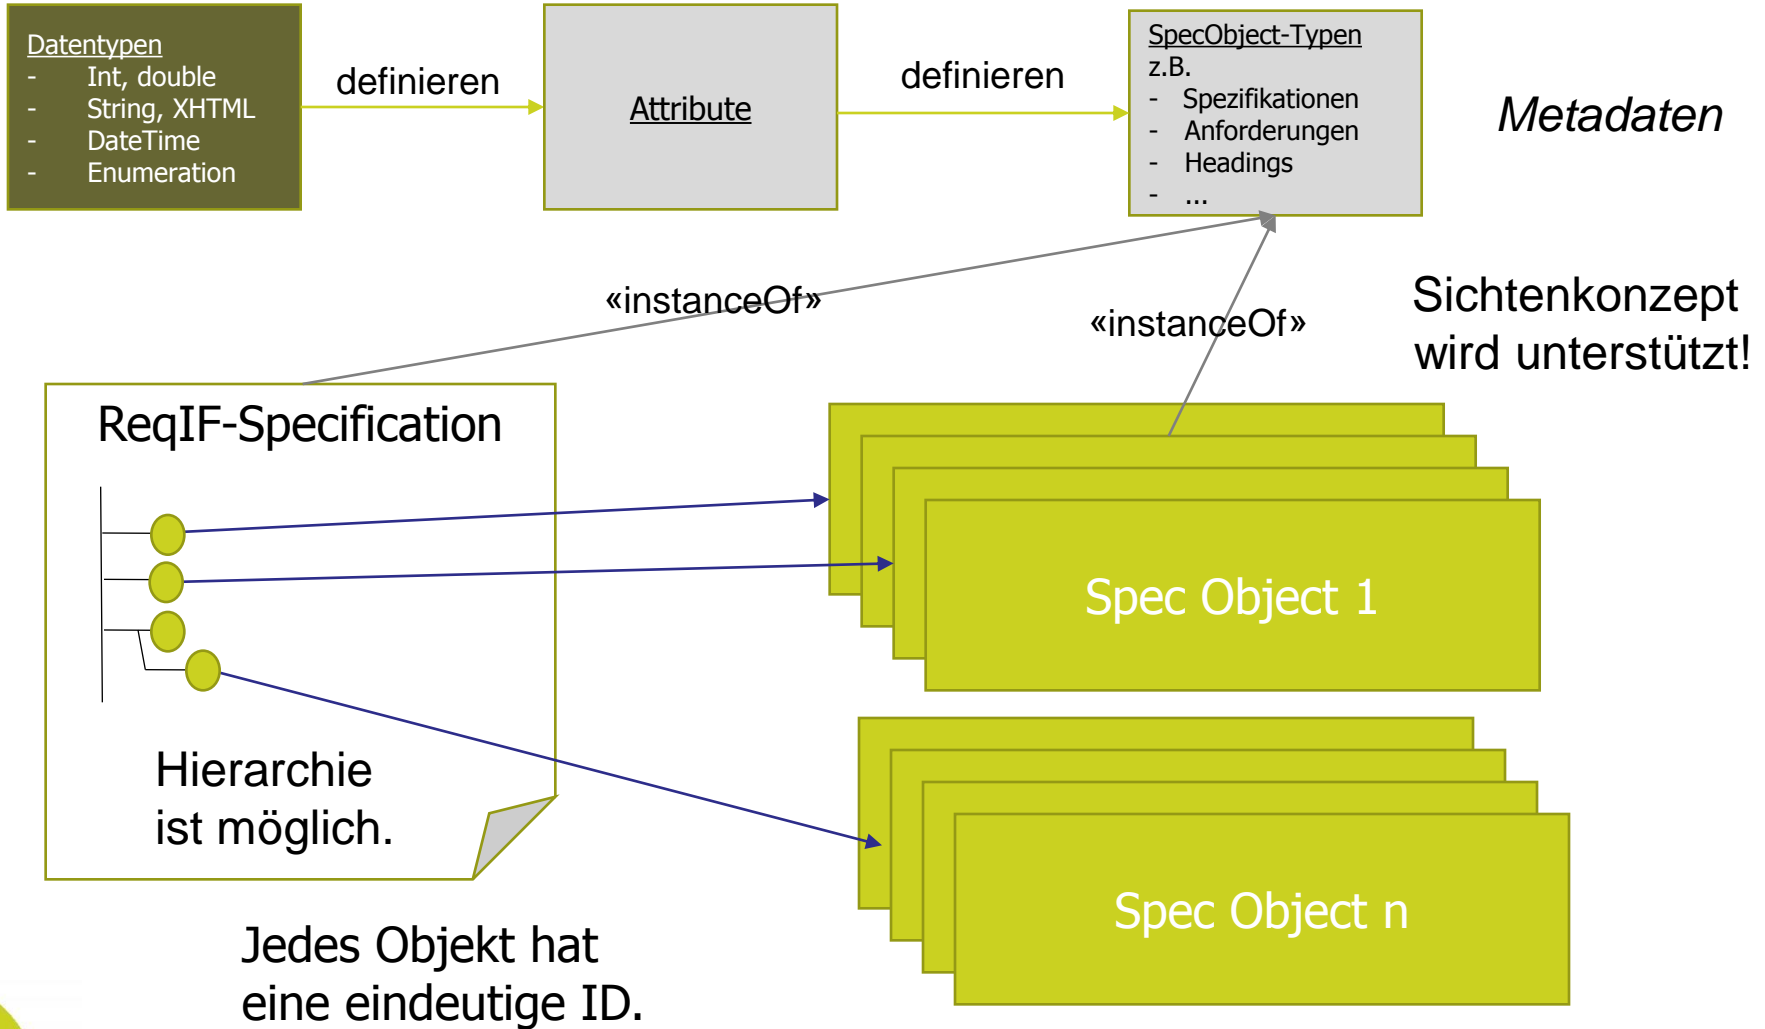 Datentypen
- Int, double
- String, XHTML
- DateTime
- Enumeration
definieren
Attribute
definieren
SpecObject-Typen
z.B.
- Spezifikationen
- Anforderungen
- Headings
- ...
Metadaten
«instanceOf»
«instanceOf»
Sichtenkonzept
wird unterstützt!
ReqIF-Specification
Hierarchie
ist möglich.
Spec Object 1
Spec Object n
Jedes Objekt hat
eine eindeutige ID.